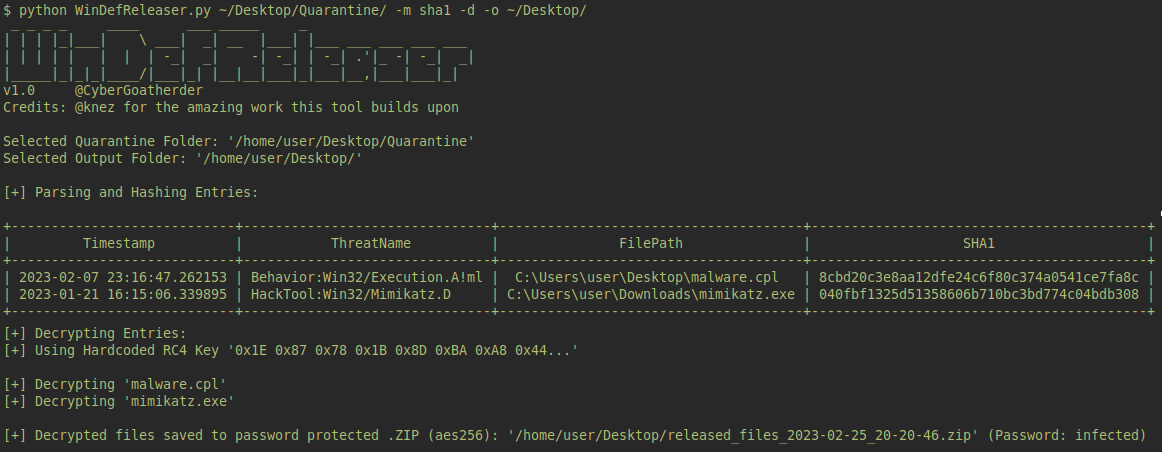 $ python WinDefReleaser.py ~/Desktop/Quarantine/ -m sha1 -d -o ~/Desktop/
WinDefReleaser
v1.0     @CyberGoatherder
Credits: @knez for the amazing work this tool builds upon
Selected Quarantine Folder: '/home/user/Desktop/Quarantine'
Selected Output Folder: '/home/user/Desktop/'
[+] Parsing and Hashing Entries:
+----------------------------+-------------------------------+--------------------------------------+------------------------------------------+
|         Timestamp          |           ThreatName          |               FilePath               |                   SHA1                   |
+----------------------------+-------------------------------+--------------------------------------+------------------------------------------+
| 2023-02-07 23:16:47.262153 | Behavior:Win32/Execution.A!ml |  C:\Users\user\Desktop\malware.cpl   | 8cbd20c3e8aa12dfe24c6f80c374a0541ce7fa8c |
| 2023-01-21 16:15:06.339895 | HackTool:Win32/Mimikatz.D     | C:\Users\user\Downloads\mimikatz.exe | 040fbf1325d51358606b710bc3bd774c04bdb308 |
+----------------------------+-------------------------------+--------------------------------------+------------------------------------------+
[+] Decrypting Entries:
[+] Using Hardcoded RC4 Key '0x1E 0x87 0x78 0x1B 0x8D 0xBA 0xA8 0x44...'
[+] Decrypting 'malware.cpl'
[+] Decrypting 'mimikatz.exe'
[+] Decrypted files saved to password protected .ZIP (aes256): '/home/user/Desktop/released_files_2023-02-25_20-20-46.zip' (Password: infected)